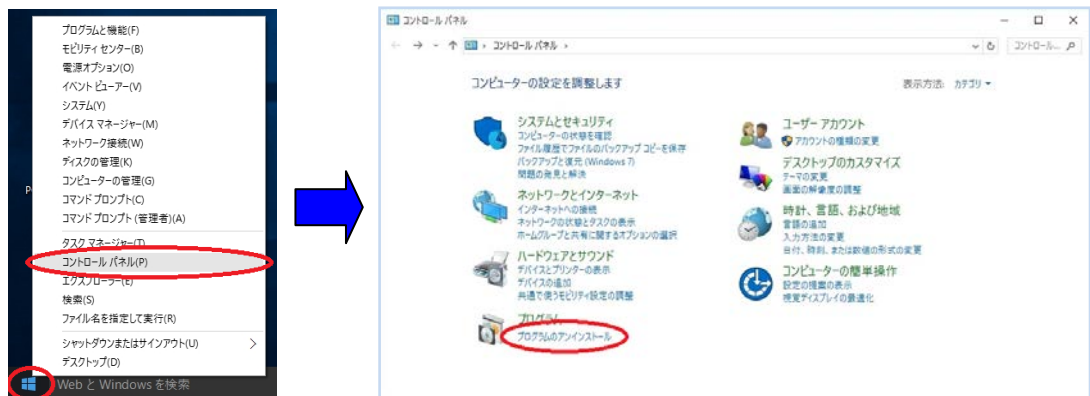 プログラムと機能(F)
モビリティ センター(B)
電源オプション(O)
イベント ビューアー(V)
システム(Y)
デバイス マネージャー(M)
ネットワーク接続(W)
ディスクの管理(K)
コンピューターの管理(G)
コマンド プロンプト(C)
コマンド プロンプト (管理者)(A)
タスク マネージャー(T)
コントロール パネル(P)
エクスプローラー(E)
検索(S)
ファイル名を指定して実行(R)
シャットダウンまたはサインアウト(U)
デスクトップ(D)
Web と Windows を検索
コントロール パネル
コントロール パネル
コントロール...
コンピューターの設定を調整します
表示方法: カテゴリ
システムとセキュリティ
コンピューターの状態を確認
ファイル履歴でファイルのバックアップ コピーを保存
バックアップと復元 (Windows 7)
問題の発見と解決
ネットワークとインターネット
インターネットへの接続
ネットワークの状態とタスクの表示
ホームグループと共有に関するオプションの選択
ハードウェアとサウンド
デバイスとプリンターの表示
デバイスの追加
共通で使うモビリティ設定の調整
プログラム
プログラムのアンインストール
ユーザー アカウント
アカウントの種類の変更
デスクトップのカスタマイズ
テーマの変更
画面の解像度の調整
時計、言語、および地域
言語の追加
入力方法の変更
日付、時刻、または数値の形式の変更
コンピューターの簡単操作
設定の提案の表示
視覚ディスプレイの最適化